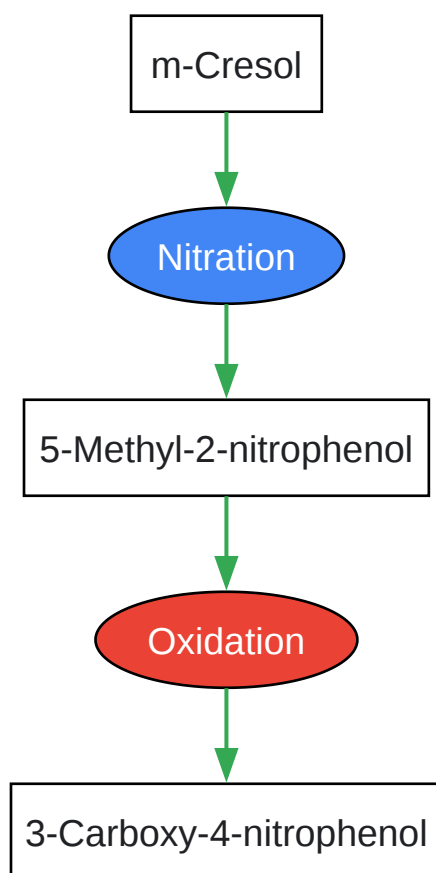 m-Cresol
Nitration
5-Methyl-2-nitrophenol
Oxidation
3-Carboxy-4-nitrophenol